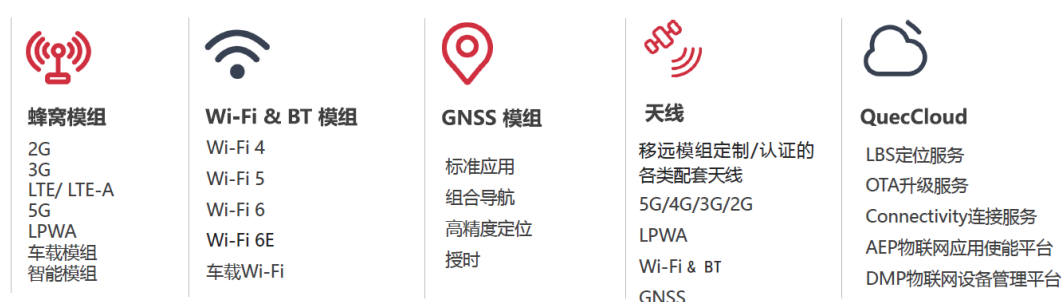 蜂窝模组
2G
3G
LTE/ LTE-A
5G
LPWA
车载模组
智能模组
Wi-Fi & BT 模组
Wi-Fi 4
Wi-Fi 5
Wi-Fi 6
Wi-Fi 6E
车载Wi-Fi
GNSS 模组
标准应用
组合导航
高精度定位
授时
天线
移远模组定制/认证的
各类配套天线
5G/4G/3G/2G
LPWA
Wi-Fi & BT
GNSS
QuecCloud
LBS定位服务
OTA升级服务
Connectivity连接服务
AEP物联网应用使能平台
DMP物联网设备管理平台